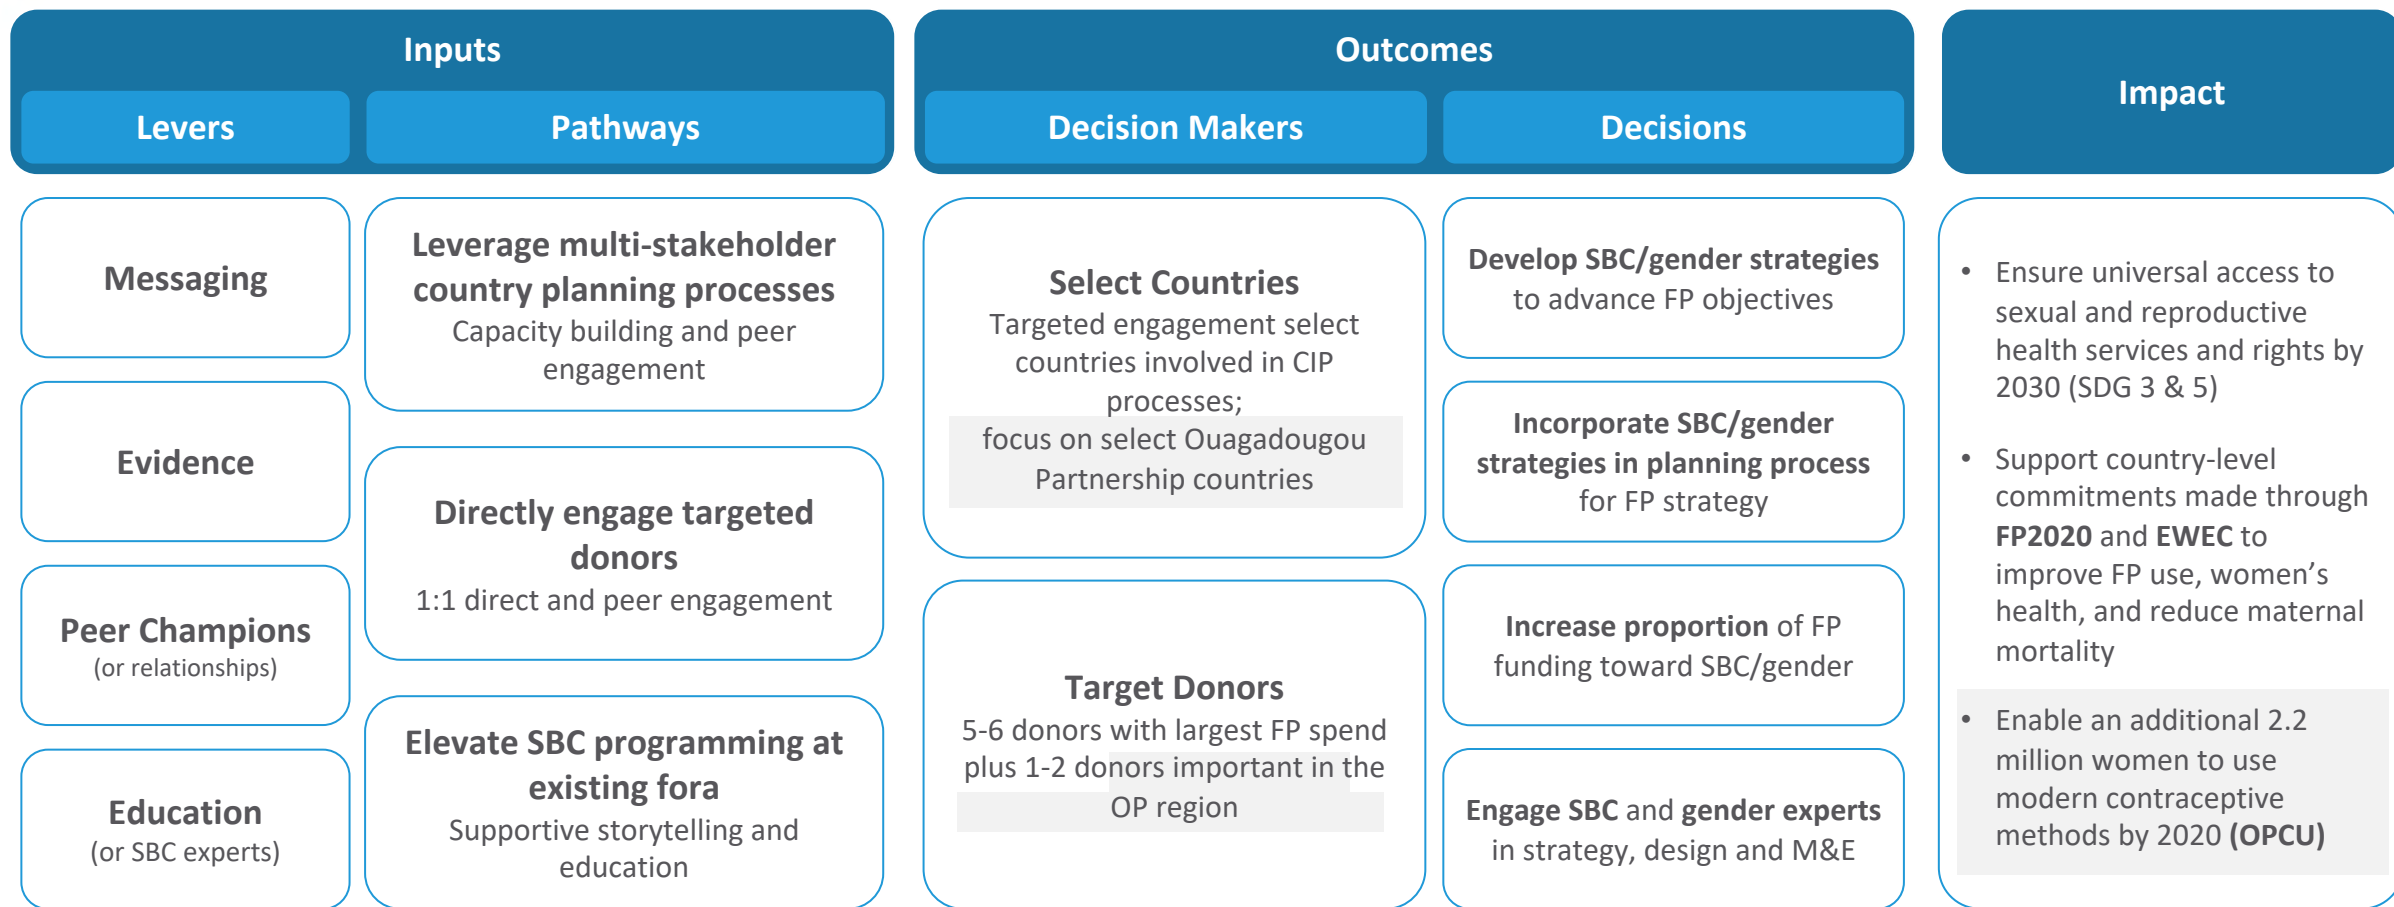 Inputs
Levers
Pathways
Outcomes
Decision Makers
Decisions
Impact
Messaging
Evidence
Peer Champions
(or relationships)
Education
(or SBC experts)
Leverage multi-stakeholder
country planning processes
Capacity building and peer
engagement
Directly engage targeted
donors
1:1 direct and peer engagement
Elevate SBC programming at
existing fora
Supportive storytelling and
education
Select Countries
Targeted engagement select
countries involved in CIP
processes;
focus on select Ouagadougou
Partnership countries
Target Donors
5-6 donors with largest FP spend
plus 1-2 donors important in the
OP region
Develop SBC/gender strategies
to advance FP objectives
Incorporate SBC/gender
strategies in planning process
for FP strategy
Increase proportion of FP
funding toward SBC/gender
Engage SBC and gender experts
in strategy, design and M&E
• Ensure universal access to
sexual and reproductive
health services and rights by
2030 (SDG 3 & 5)
• Support country-level
commitments made through
FP2020 and EWEC to
improve FP use, women’s
health, and reduce maternal
mortality
• Enable an additional 2.2
million women to use
modern contraceptive
methods by 2020 (OPCU)